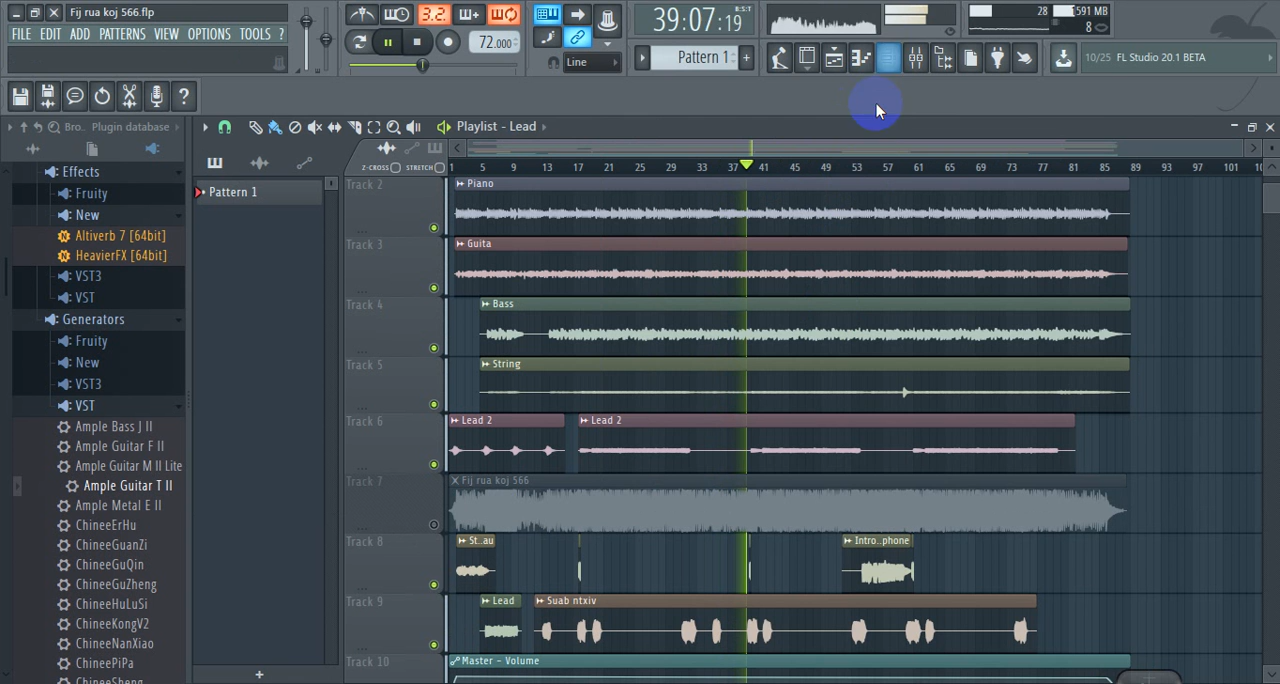 Fij rua koj 566.flp
FILE EDIT ADD PATTERNS VIEW OPTIONS TOOLS ?
3.2.
72.000
Line
39:07:19
B:S:T
Pattern 1
+
28
591 MB
8
10/25 FL Studio 20.1 BETA
Bro.. Plugin database
Playlist - Lead
Z-CROSS STRETCH
1 5 9 13 17 21 25 29 33 37 41 45 49 53 57 61 65 69 73 77 81 85 89 93 97 101
Effects
Fruity
New
Altiverb 7 [64bit]
HeavierFX [64bit]
VST3
VST
Generators
Fruity
New
VST3
VST
Ample Bass J II
Ample Guitar F II
Ample Guitar M II Lite
Ample Guitar T II
Ample Metal E II
ChineeErHu
ChineeGuanZi
ChineeGuQin
ChineeGuZheng
ChineeHuLuSi
ChineeKongV2
ChineeNanXiao
ChineePiPa
ChineeSheng
Pattern 1
+
Track 2
Piano
Track 3
Guita
Track 4
Bass
Track 5
String
Track 6
Lead 2
Lead 2
Track 7
Fij rua koj 566
Track 8
St..au
Intro..phone
Track 9
Lead
Suab ntxiv
Track 10
Master - Volume